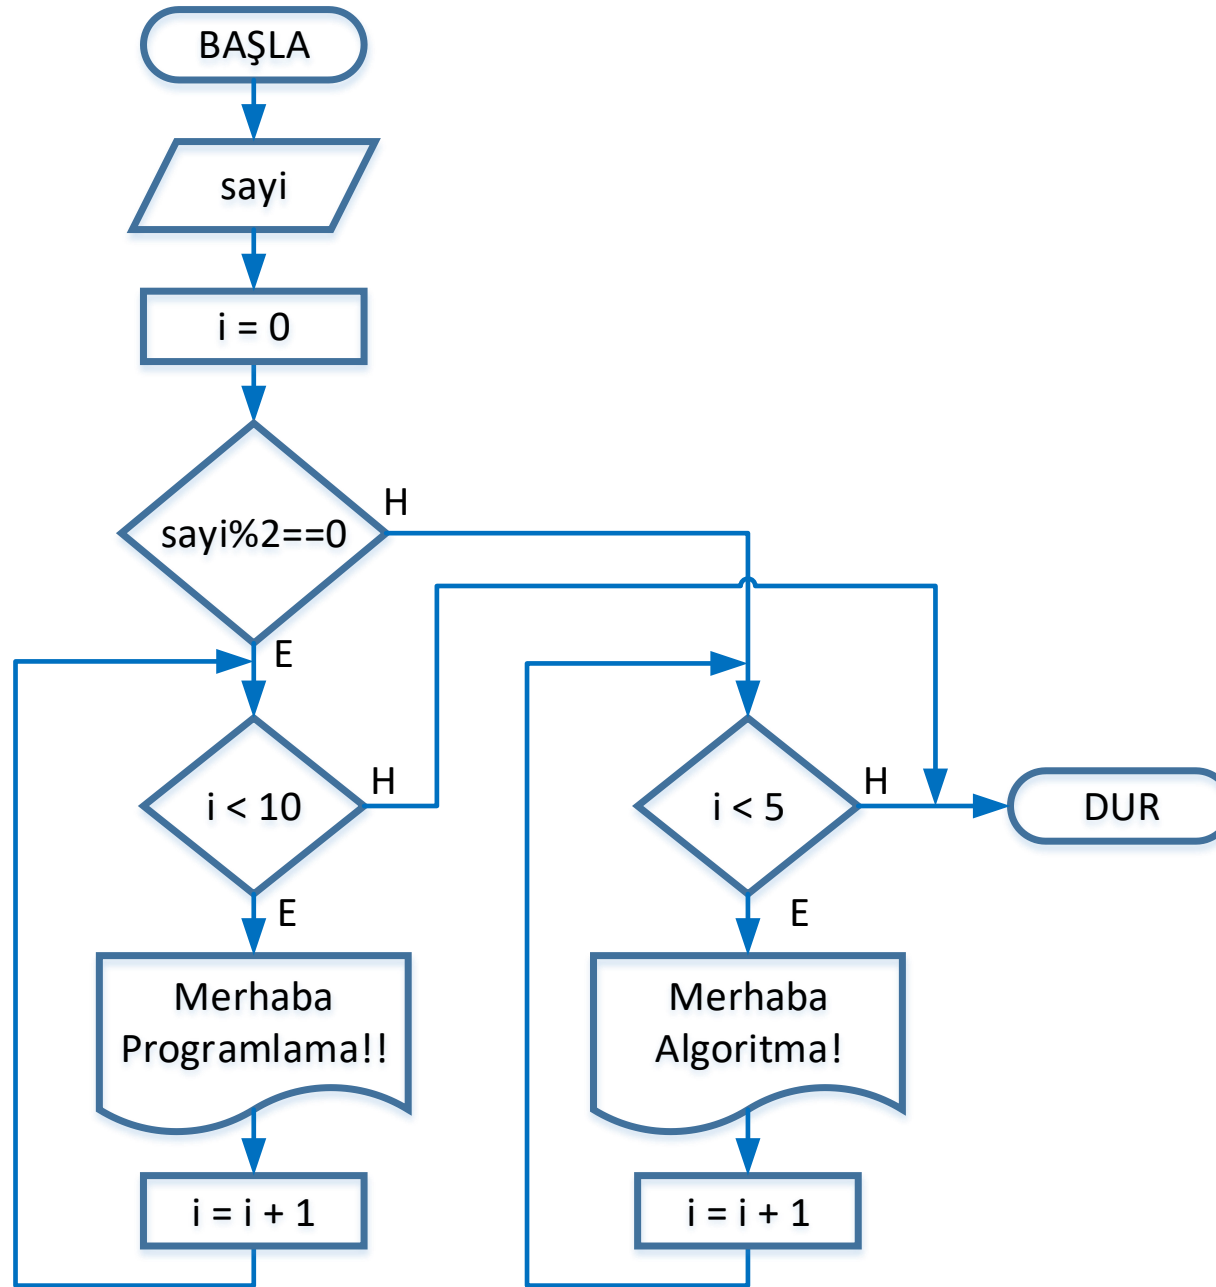 BAŞLA
sayi
i = 0
sayi%2==0
H
E
i < 10
H
E
Merhaba
Programlama!!
i = i + 1
i < 5
H
E
Merhaba
Algoritma!
i = i + 1
DUR